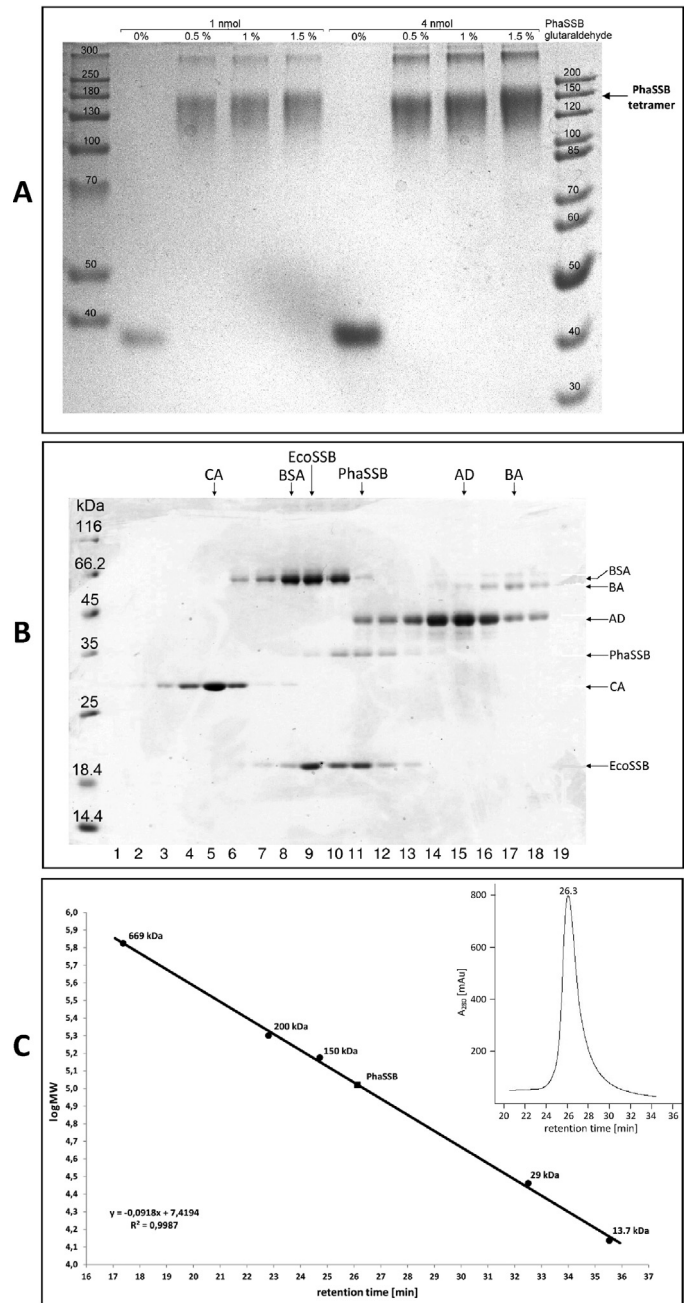 A
1 nmol 4 nmol PhaSSB
0% 0.5 % 1 % 1.5 % 0% 0.5 % 1 % 1.5 % glutaraldehyde
300
250
180
130
100
70
50
40
200
150
120
100
85
70
60
50
40
30
PhaSSB
tetramer
B
EcoSSB
CA BSA PhaSSB AD BA
kDa
116
66.2
45
35
25
18.4
14.4
BSA
BA
AD
PhaSSB
CA
EcoSSB
1 2 3 4 5 6 7 8 9 10 11 12 13 14 15 16 17 18 19
C
6,0
5,9
5,8
5,7
5,6
5,5
5,4
5,3
5,2
5,1
5,0
4,9
4,8
4,7
4,6
4,5
4,4
4,3
4,2
4,1
4,0
logMW
669 kDa
200 kDa
150 kDa
PhaSSB
29 kDa
13.7 kDa
y = -0,0918x + 7,4194
R² = 0,9987
16 17 18 19 20 21 22 23 24 25 26 27 28 29 30 31 32 33 34 35 36 37
retention time [min]
26.3
800
600
400
200
A280 [mAu]
20 22 24 26 28 30 32 34 36
retention time [min]